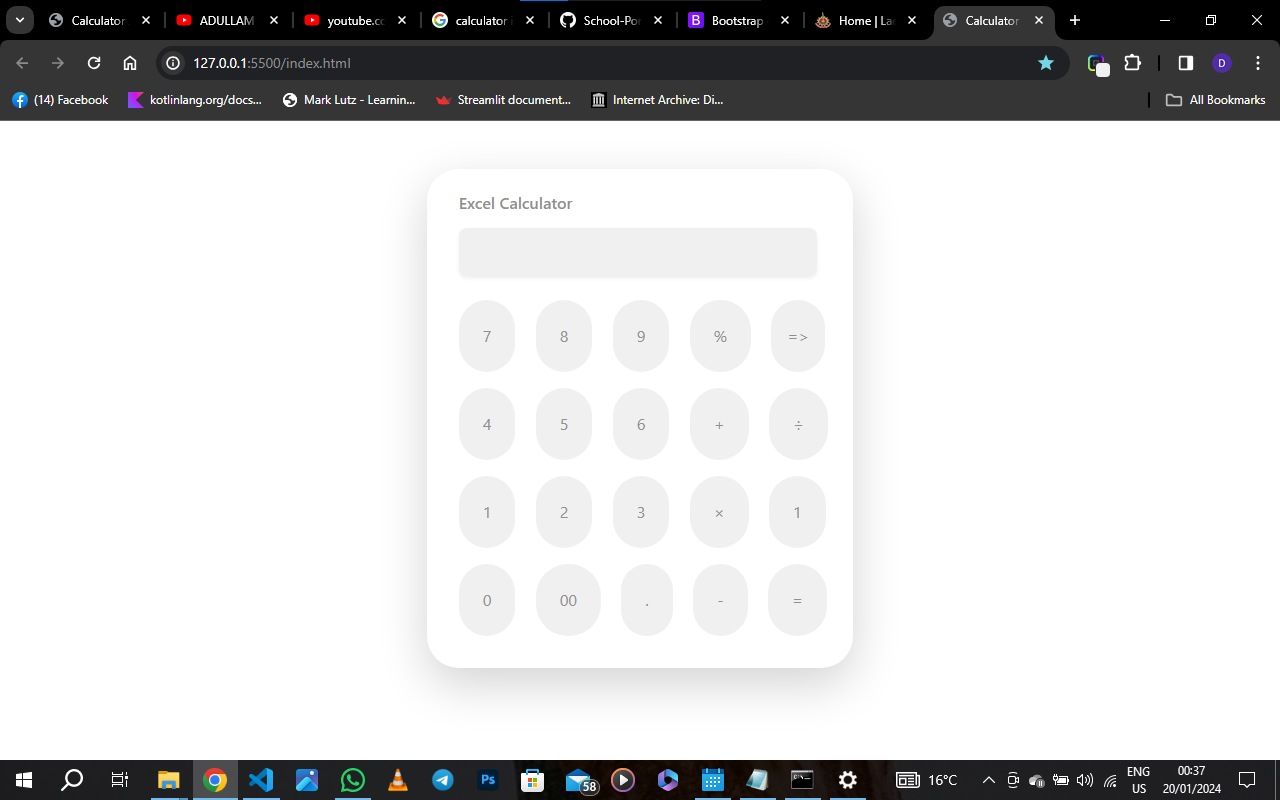 Calculator
ADULLAM
youtube.co
calculator i
School-Por
Bootstrap
Home | La
Calculator
127.0.0.1:5500/index.html
D
(14) Facebook
kotlinlang.org/docs...
Mark Lutz - Learnin...
Streamlit document...
Internet Archive: Di...
All Bookmarks
Excel Calculator
7 8 9 % =>
4 5 6 + ÷
1 2 3 × 1
0 00 . - =
Ps
58
16°C
ENG
US
00:37
20/01/2024